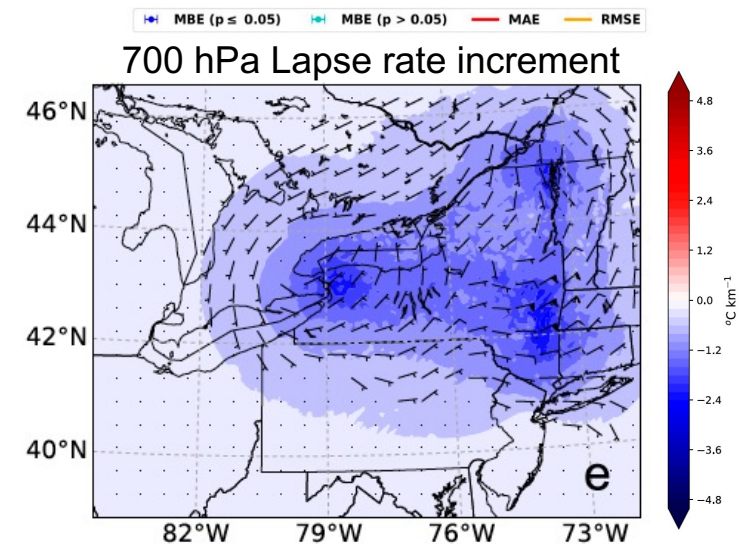 MBE (p ≤ 0.05) MBE (p > 0.05) MAE RMSE
700 hPa Lapse rate increment
46°N
44°N
42°N
40°N
82°W 79°W 76°W 73°W
e
4.8
3.6
2.4
1.2
0.0
−1.2
−2.4
−3.6
−4.8
°C km⁻¹